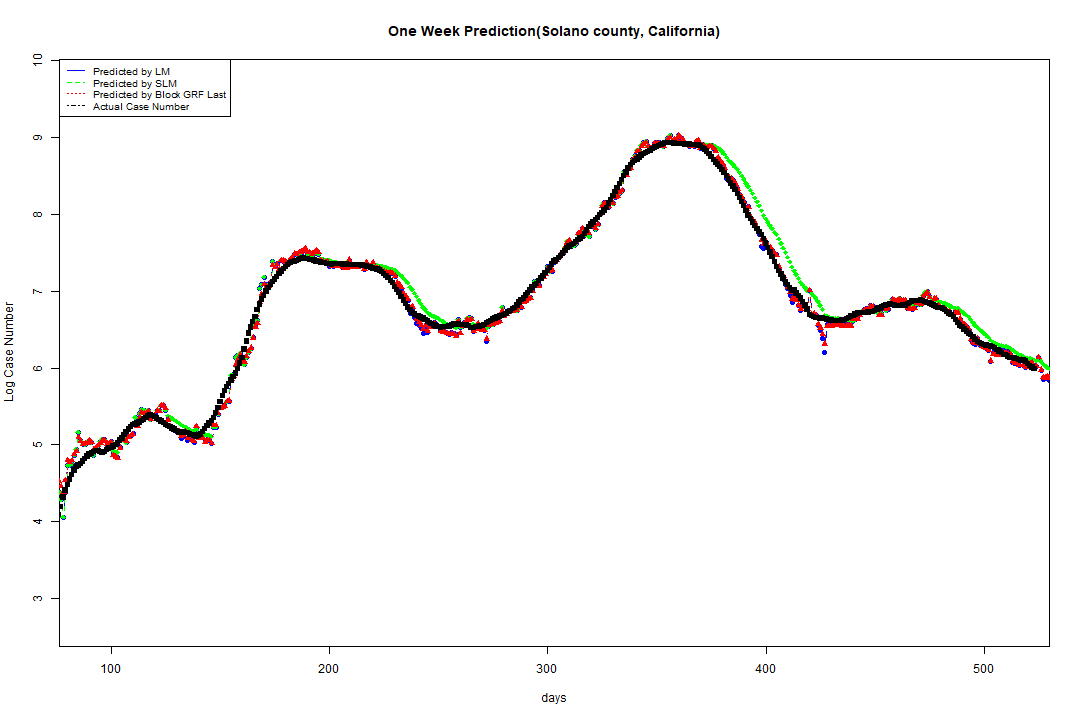 One Week Prediction(Solano county, California)
Predicted by LM
Predicted by SLM
Predicted by Block GRF Last
Actual Case Number
Log Case Number
10
9
8
7
6
5
4
3
100 200 300 400 500
days